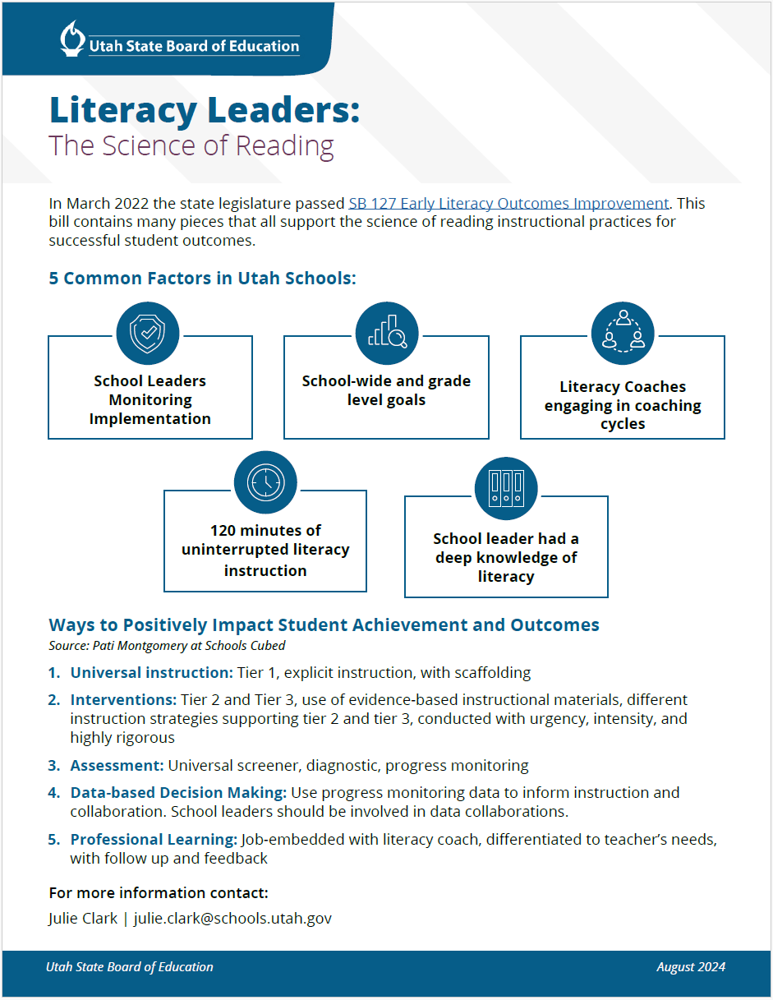 Utah State Board of Education
Literacy Leaders:
The Science of Reading
In March 2022 the state legislature passed SB 127 Early Literacy Outcomes Improvement. This
bill contains many pieces that all support the science of reading instructional practices for
successful student outcomes.
5 Common Factors in Utah Schools:
School Leaders
Monitoring
Implementation
School-wide and grade
level goals
Literacy Coaches
engaging in coaching
cycles
120 minutes of
uninterrupted literacy
instruction
School leader had a
deep knowledge of
literacy
Ways to Positively Impact Student Achievement and Outcomes
Source: Pati Montgomery at Schools Cubed
1. Universal instruction: Tier 1, explicit instruction, with scaffolding
2. Interventions: Tier 2 and Tier 3, use of evidence-based instructional materials, different
instruction strategies supporting tier 2 and tier 3, conducted with urgency, intensity, and
highly rigorous
3. Assessment: Universal screener, diagnostic, progress monitoring
4. Data-based Decision Making: Use progress monitoring data to inform instruction and
collaboration. School leaders should be involved in data collaborations.
5. Professional Learning: Job-embedded with literacy coach, differentiated to teacher’s needs,
with follow up and feedback
For more information contact:
Julie Clark | julie.clark@schools.utah.gov
Utah State Board of Education
August 2024